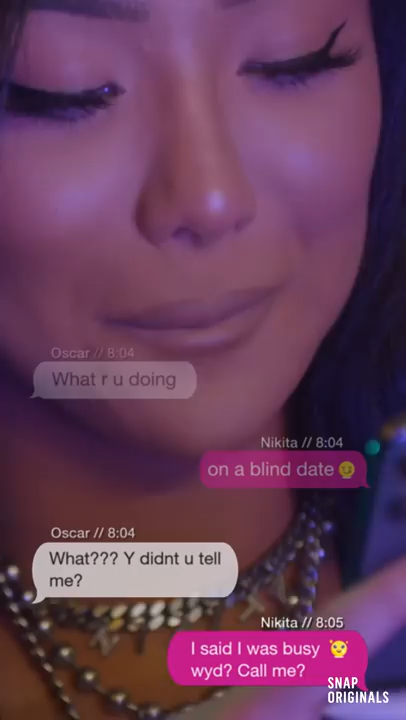 Oscar // 8:04
What r u doing
Nikita // 8:04
on a blind date
Oscar // 8:04
What??? Y didnt u tell
me?
Nikita // 8:05
I said I was busy
wyd? Call me?
SNAP
ORIGINALS